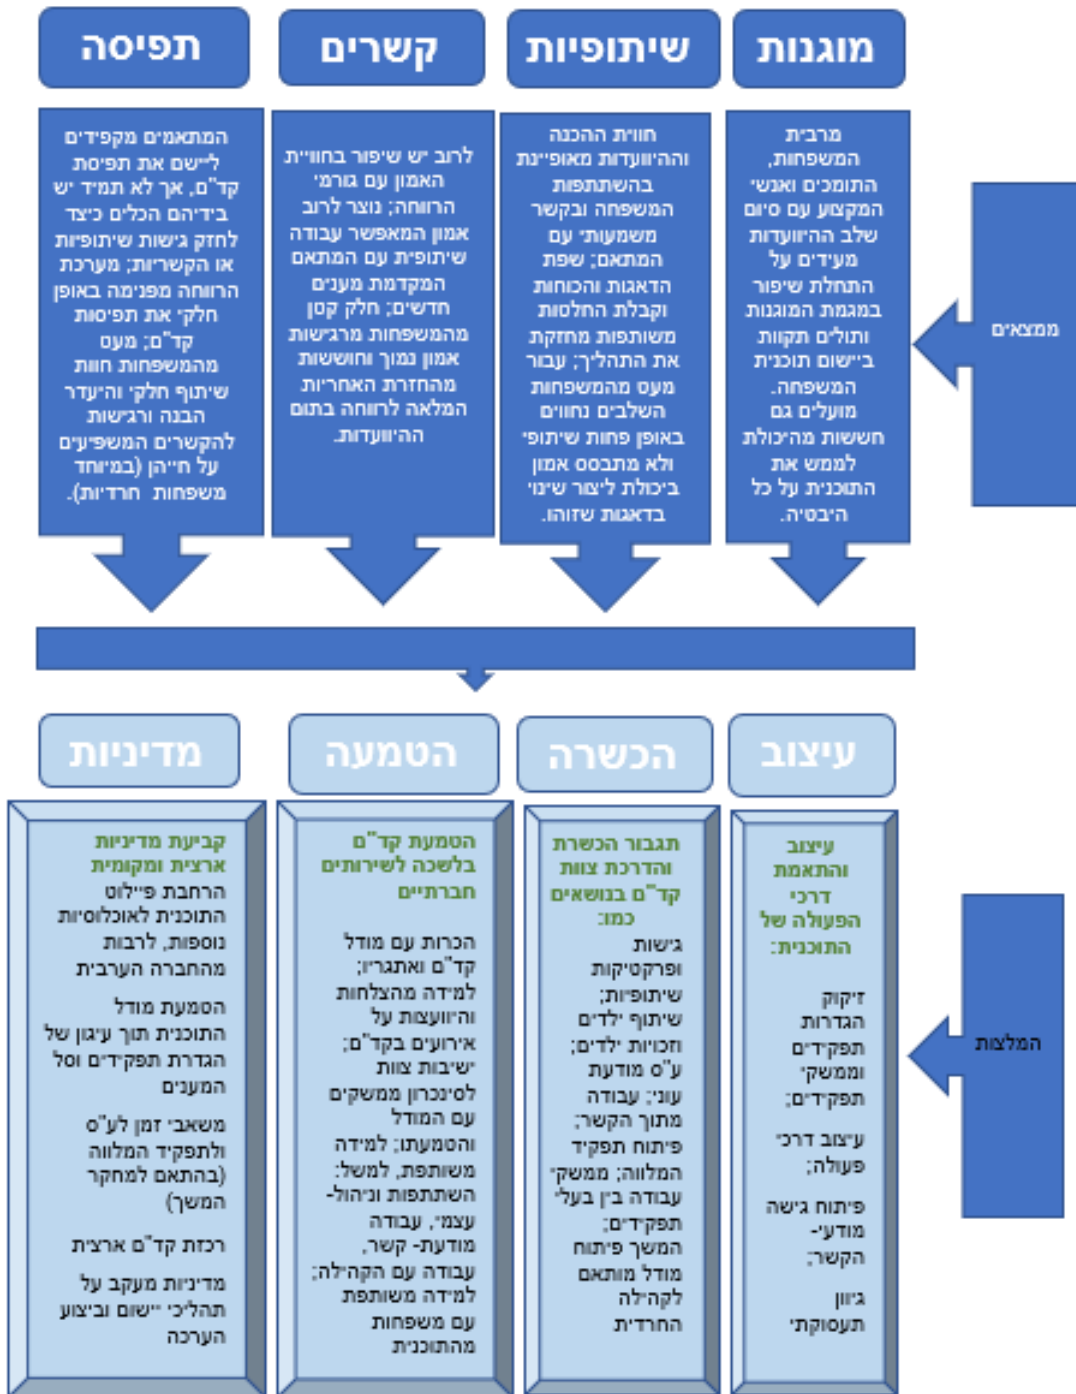 מוגנות
שיתופיות
קשרים
תפיסה
ממצאים
מרבית
המשפחות,
התומכים ואנשי
המקצוע עם סיום
שלב ההיוועדות
מעידים על
התחלת שיפור
במגמת המוגנות
ותולים תקוות
ביישום תוכנית
המשפחה.
מועלים גם
חששות מהיכולת
לממש את
התוכנית על כל
היבטיה.
חווית ההכנה
וההיוועדות מאופיינת
בהשתתפות
המשפחה ובקשר
משמעותי עם
המתאם; שפת
הדאגות והכוחות
וקבלת החלטות
משותפות מחזקת
את התהליך; עבור
מעט מהמשפחות
השלבים נחווים
באופן פחות שיתופי
ולא מתבסס אמון
ביכולת ליצור שינוי
בדאגות שזוהו.
לרוב יש שיפור בחוויית
האמון עם גורמי
הרווחה; נוצר לרוב
אמון המאפשר עבודה
שיתופית עם המתאם
המקדמת מענים
חדשים; חלק קטן
מהמשפחות מרגישות
אמון נמוך וחוששות
מהחזרת האחריות
המלאה לרווחה בתום
ההיוועדות.
המתאמים מקפידים
ליישם את תפיסת
קד"ם, אך לא תמיד יש
בידיהם הכלים כיצד
לחזק גישות שיתופיות
או הקשריות; מערכת
הרווחה מפנימה באופן
חלקי את תפיסות
קד"ם; מעט
מהמשפחות חוות
שיתוף חלקי והיעדר
הבנה ורגישות
להקשרים המשפיעים
על חייהן (במיוחד
משפחות חרדיות).
עיצוב
הכשרה
הטמעה
מדיניות
המלצות
עיצוב
והתאמת
דרכי
הפעולה של
התוכנית:
זיקוק
הגדרות
תפקידים
וממשקי
תפקידים;
עיצוב דרכי
פעולה;
פיתוח גישה
מודעי-
הקשר;
גיוון
תעסוקתי
תגבור הכשרת
והדרכת צוות
קד"ם בנושאים
כמו:
גישות
ופרקטיקות
שיתופיות;
שיתוף ילדים
וזכויות ילדים;
ע"ס מודעת
עוני; עבודה
מתוך הקשר;
פיתוח תפקיד
המלווה; ממשקי
עבודה בין בעלי
תפקידים;
המשך פיתוח
מודל מותאם
לקהילה
החרדית
הטמעת קד"ם
בלשכה לשירותים
חברתיים
הכרות עם מודל
קד"ם ואתגריו;
למידה מהצלחות
והיוועצות על
אירועים בקד"ם;
ישיבות צוות
לסינכרון ממשקים
עם המודל
והטמעתו; למידה
משותפת, למשל:
השתתפות וניהול-
עצמי, עבודה
מודעת- קשר,
עבודה עם הקהילה;
למידה משותפת
עם משפחות
מהתוכנית
קביעת מדיניות
ארצית ומקומית
הרחבת פיילוט
התוכנית לאוכלוסיות
נוספות, לרבות
מהחברה הערבית
הטמעת מודל
התוכנית תוך עיגון של
הגדרת תפקידים וסל
המענים
משאבי זמן לע"ס
ולתפקיד המלווה
(בהתאם למחקר
המשך)
רכזת קד"ם ארצית
מדיניות מעקב על
תהליכי יישום וביצוע
הערכה